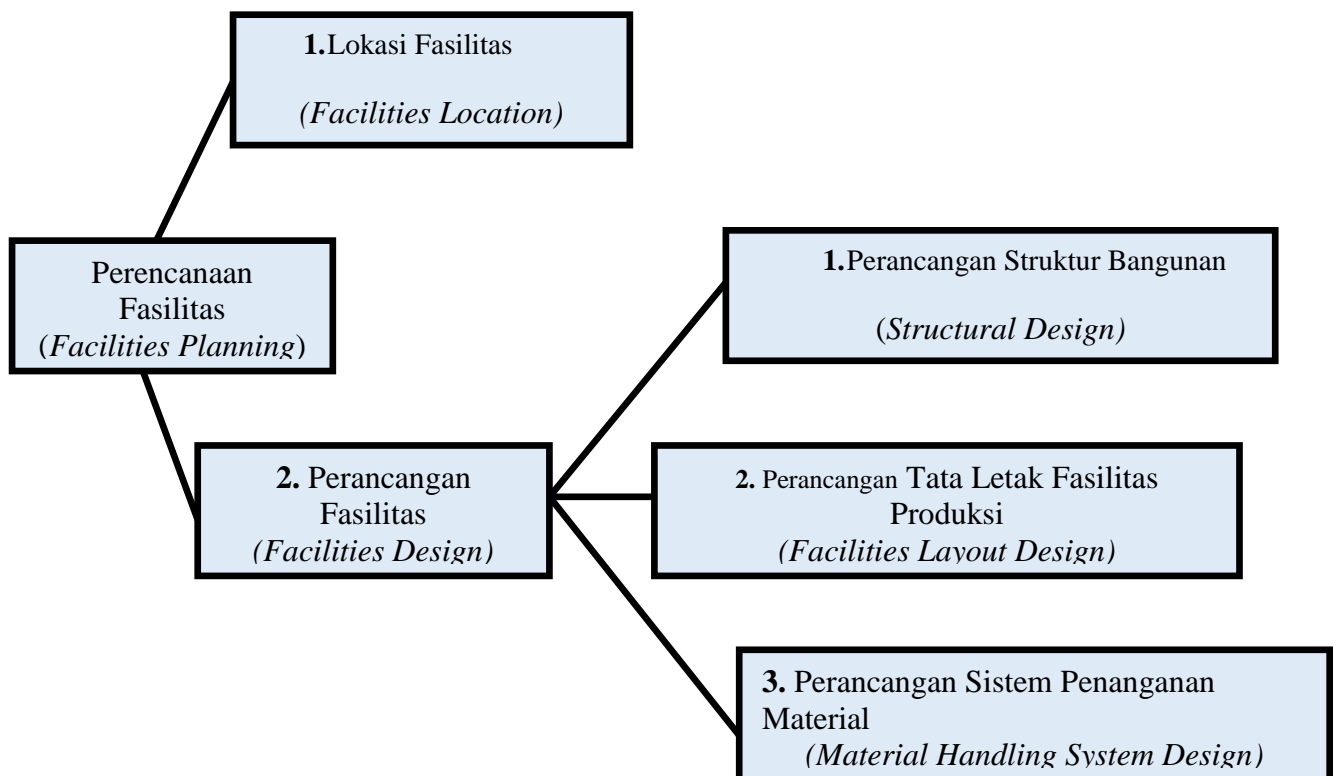 1.Lokasi Fasilitas
(Facilities Location)
Perencanaan
Fasilitas
(Facilities Planning)
1.Perancangan Struktur Bangunan
(Structural Design)
2. Perancangan
Fasilitas
(Facilities Design)
2. Perancangan Tata Letak Fasilitas
Produksi
(Facilities Layout Design)
3. Perancangan Sistem Penanganan
Material
(Material Handling System Design)